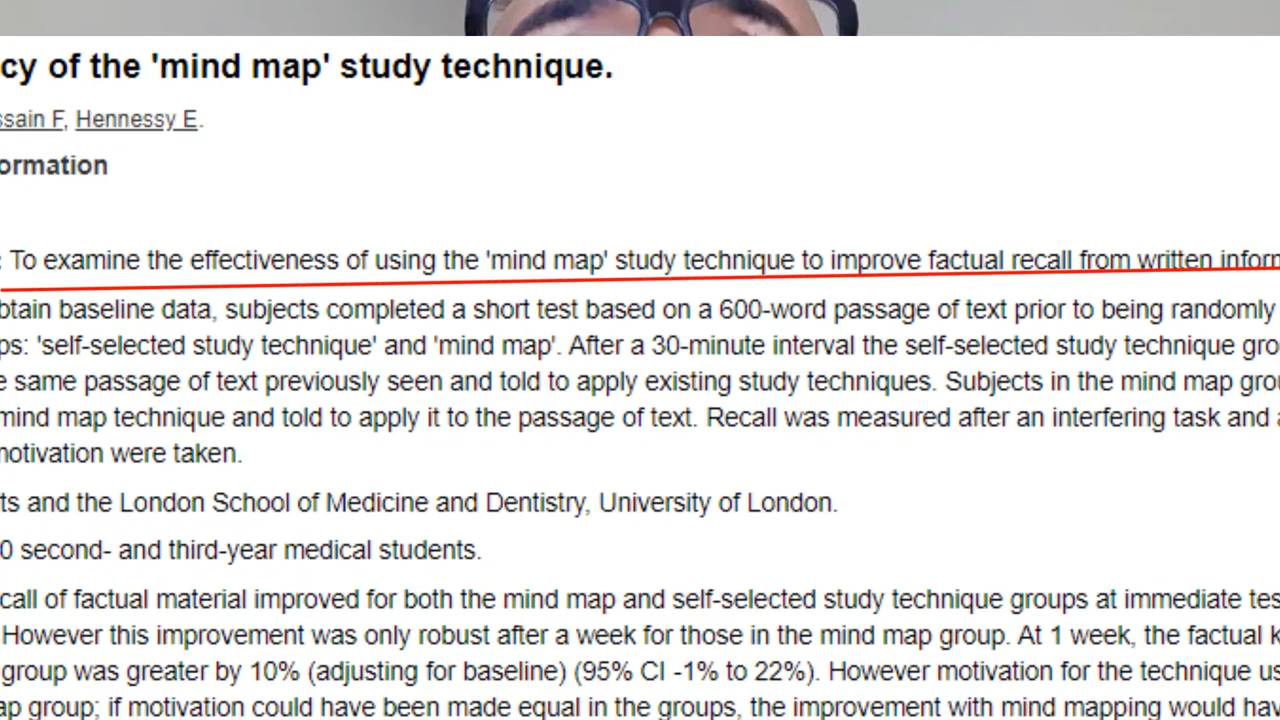 cy of the 'mind map' study technique.
ssain F, Hennessy E.
ormation
: To examine the effectiveness of using the 'mind map' study technique to improve factual recall from written inform
btain baseline data, subjects completed a short test based on a 600-word passage of text prior to being randomly
ps: 'self-selected study technique' and 'mind map'. After a 30-minute interval the self-selected study technique gro
e same passage of text previously seen and told to apply existing study techniques. Subjects in the mind map grou
mind map technique and told to apply it to the passage of text. Recall was measured after an interfering task and a
notivation were taken.
ts and the London School of Medicine and Dentistry, University of London.
0 second- and third-year medical students.
call of factual material improved for both the mind map and self-selected study technique groups at immediate tes
However this improvement was only robust after a week for those in the mind map group. At 1 week, the factual k
group was greater by 10% (adjusting for baseline) (95% CI -1% to 22%). However motivation for the technique us
ap group; if motivation could have been made equal in the groups, the improvement with mind mapping would hav